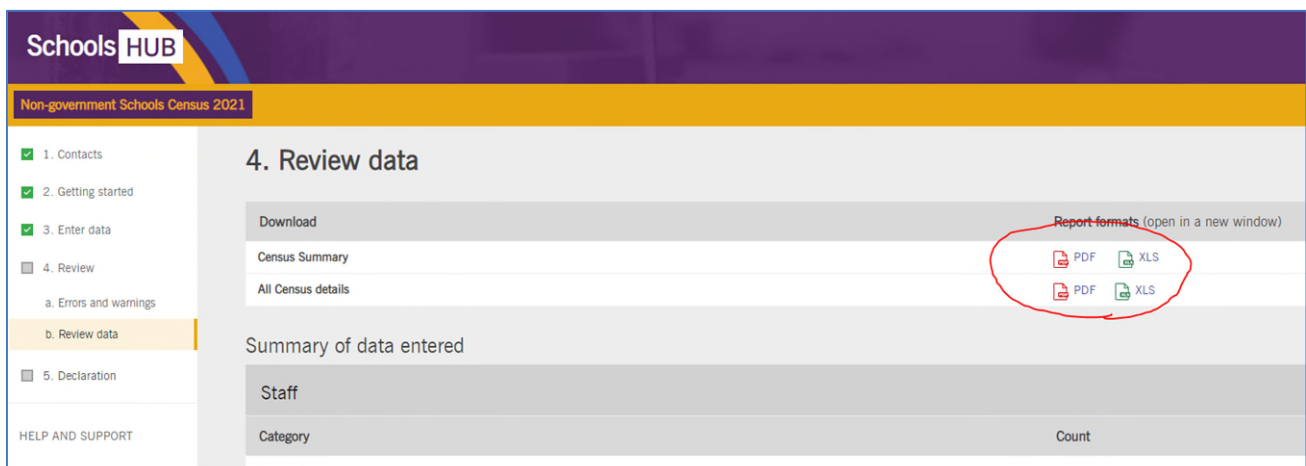 Schools HUB
Non-government Schools Census 2021
1. Contacts
2. Getting started
3. Enter data
4. Review
a. Errors and warnings
b. Review data
5. Declaration
HELP AND SUPPORT
4. Review data
Download Report formats (open in a new window)
Census Summary PDF XLS
All Census details PDF XLS
Summary of data entered
Staff
Category Count